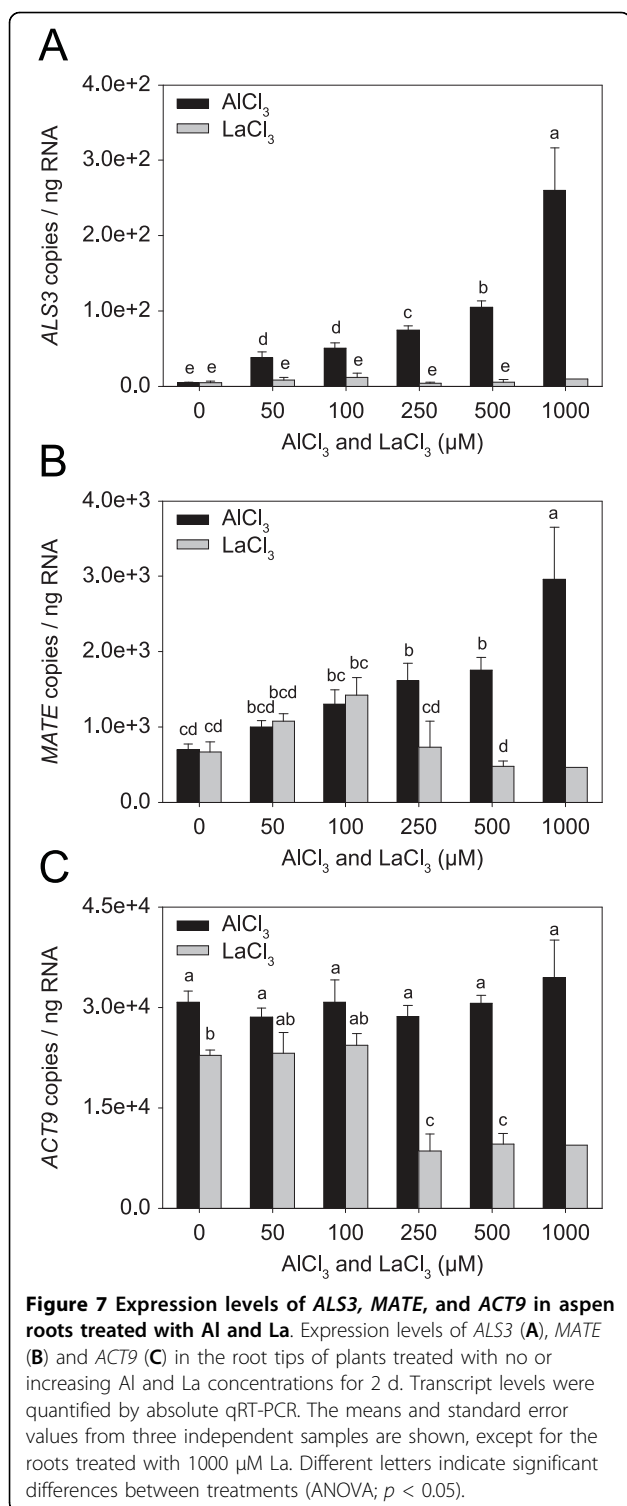 A
4.0e+2
AlCl₃
LaCl₃
a
3.0e+2
2.0e+2
b
1.0e+2
c
d d
e e e e e e
0.0
ALS3 copies / ng RNA
0 50 100 250 500 1000
AlCl₃ and LaCl₃ (µM)
B
4.0e+3
AlCl₃
LaCl₃
a
3.0e+3
2.0e+3
bc bc b b
bcd bcd
1.0e+3
cd cd cd
d
0.0
MATE copies / ng RNA
0 50 100 250 500 1000
AlCl₃ and LaCl₃ (µM)
C
4.5e+4
AlCl₃
LaCl₃
a a a a a a
3.0e+4
b ab ab
1.5e+4
c c
0.0
ACT9 copies / ng RNA
0 50 100 250 500 1000
AlCl₃ and LaCl₃ (µM)
Figure 7 Expression levels of ALS3, MATE, and ACT9 in aspen
roots treated with Al and La. Expression levels of ALS3 (A), MATE
(B) and ACT9 (C) in the root tips of plants treated with no or
increasing Al and La concentrations for 2 d. Transcript levels were
quantified by absolute qRT-PCR. The means and standard error
values from three independent samples are shown, except for the
roots treated with 1000 µM La. Different letters indicate significant
differences between treatments (ANOVA; p < 0.05).